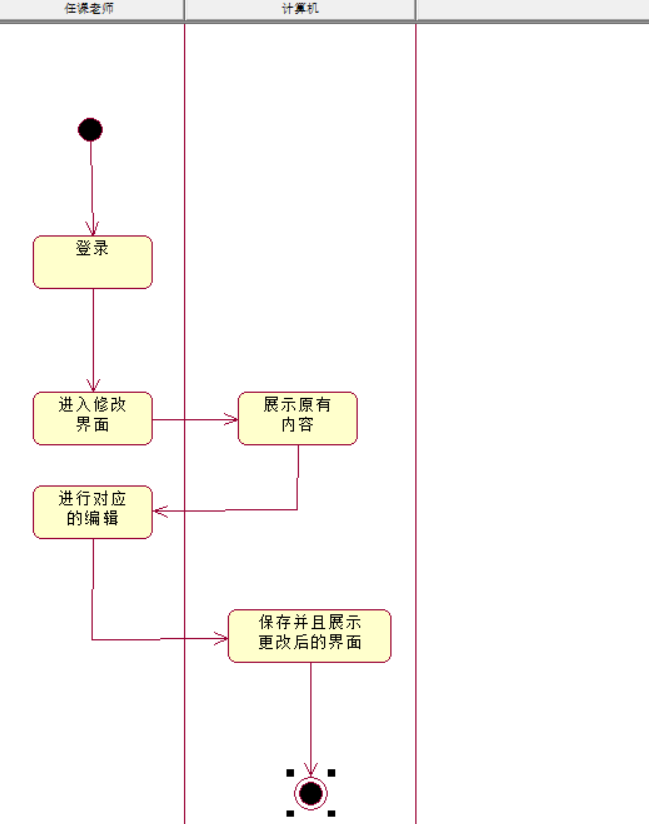 任课老师
计算机
登录
进入修改
界面
展示原有
内容
进行对应
的编辑
保存并且展示
更改后的界面